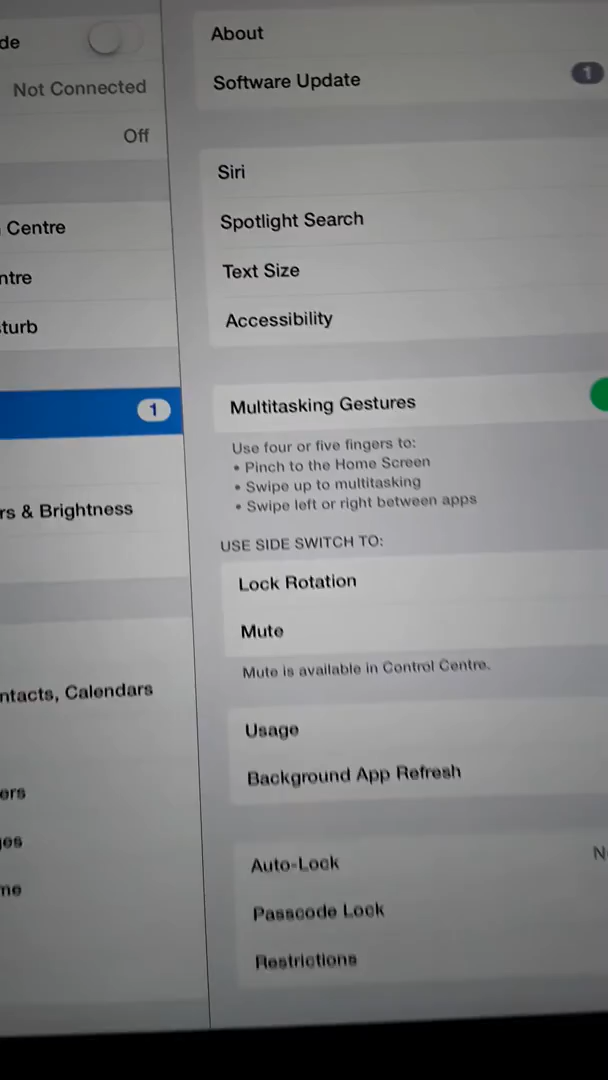 de
Not Connected
Off
Centre
ntre
sturb
1
rs & Brightness
ntacts, Calendars
ers
ges
me
About
Software Update
1
Siri
Spotlight Search
Text Size
Accessibility
Multitasking Gestures
Use four or five fingers to:
• Pinch to the Home Screen
• Swipe up to multitasking
• Swipe left or right between apps
USE SIDE SWITCH TO:
Lock Rotation
Mute
Mute is available in Control Centre.
Usage
Background App Refresh
Auto-Lock
N
Passcode Lock
Restrictions